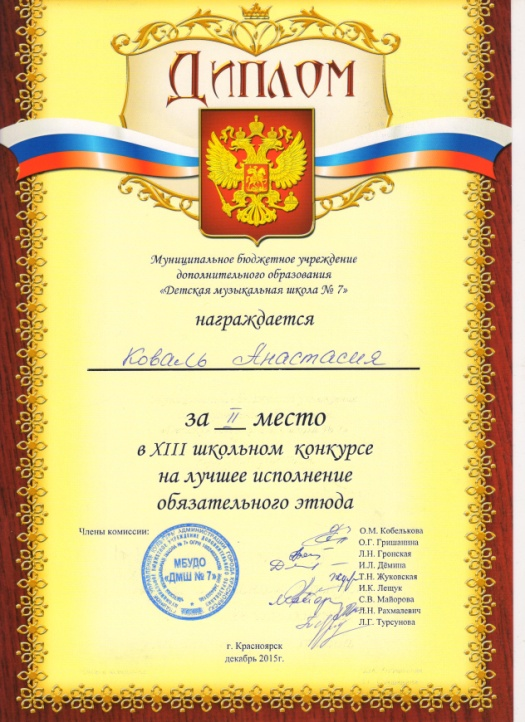 Диплом
Муниципальное бюджетное учреждение
дополнительного образования
«Детская музыкальная школа № 7»
награждается
Коваль Анастасия
за II место
в XIII школьном конкурсе
на лучшее исполнение
обязательного этюда
Члены комиссии:
МБУДО
«ДМШ № 7»
О.М. Кобелькова
О.Г. Гришанина
Л.Н. Гронская
И.Л. Дёмина
Т.Н. Жуковская
И.К. Лещук
С.В. Майорова
Л.Н. Рахмалевич
Л.Г. Турсунова
г. Красноярск
декабрь 2015г.